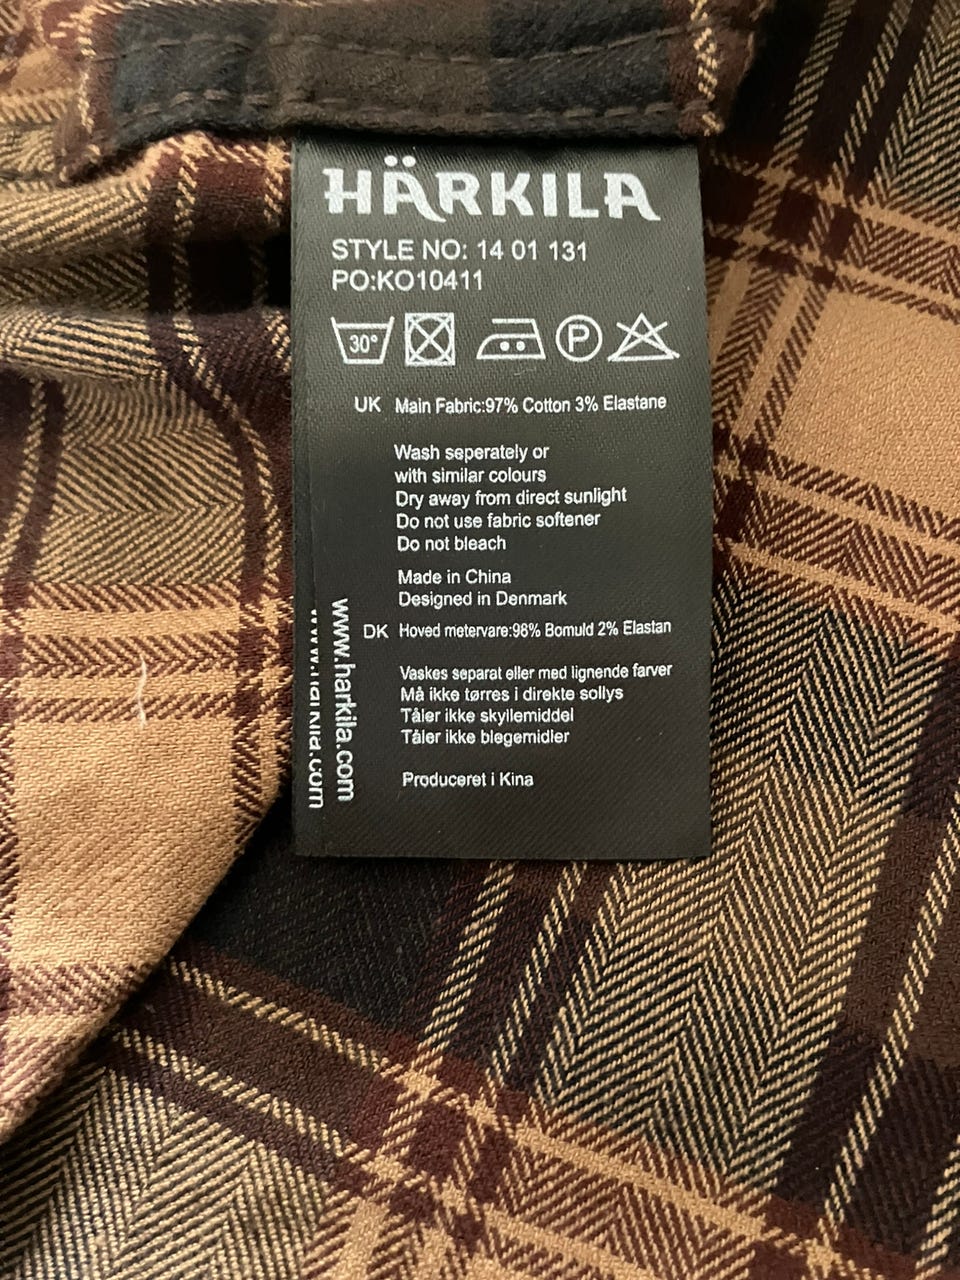 HÄRKILA
STYLE NO: 14 01 131
PO:KO10411
30° P
UK Main Fabric:97% Cotton 3% Elastane
Wash seperately or
with similar colours
Dry away from direct sunlight
Do not use fabric softener
Do not bleach
Made in China
Designed in Denmark
DK Hoved metervare:98% Bomuld 2% Elastan
Vaskes separat eller med lignende farver
Må ikke tørres i direkte sollys
Tåler ikke skyllemiddel
Tåler ikke blegemidler
Produceret i Kina
www.harkila.com
www.harkila.com